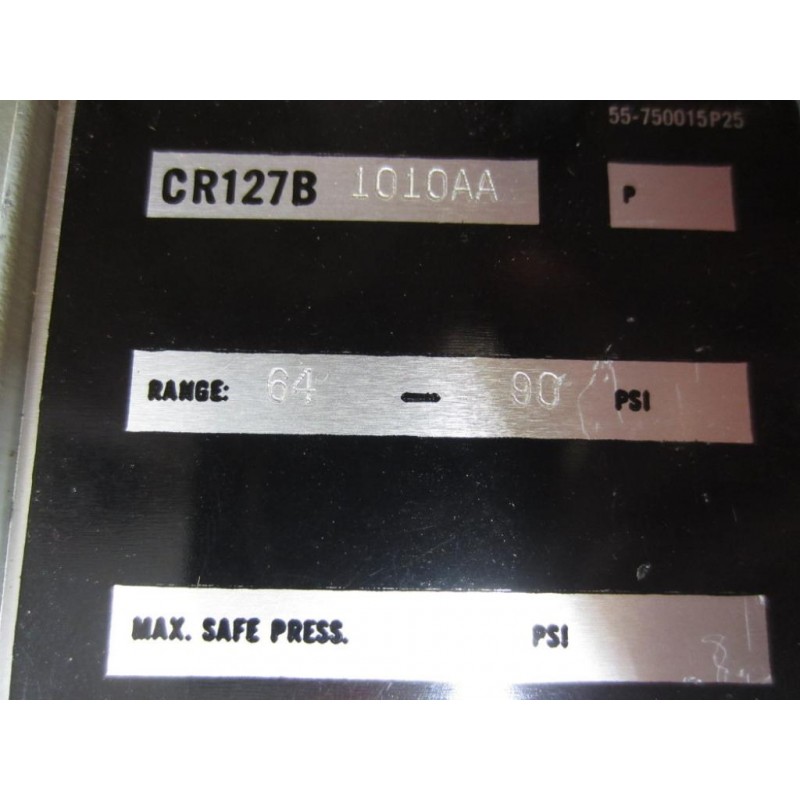 55-750015P25
CR127B 1010AA P
RANGE: 64 — 90 PSI
MAX. SAFE PRESS. PSI